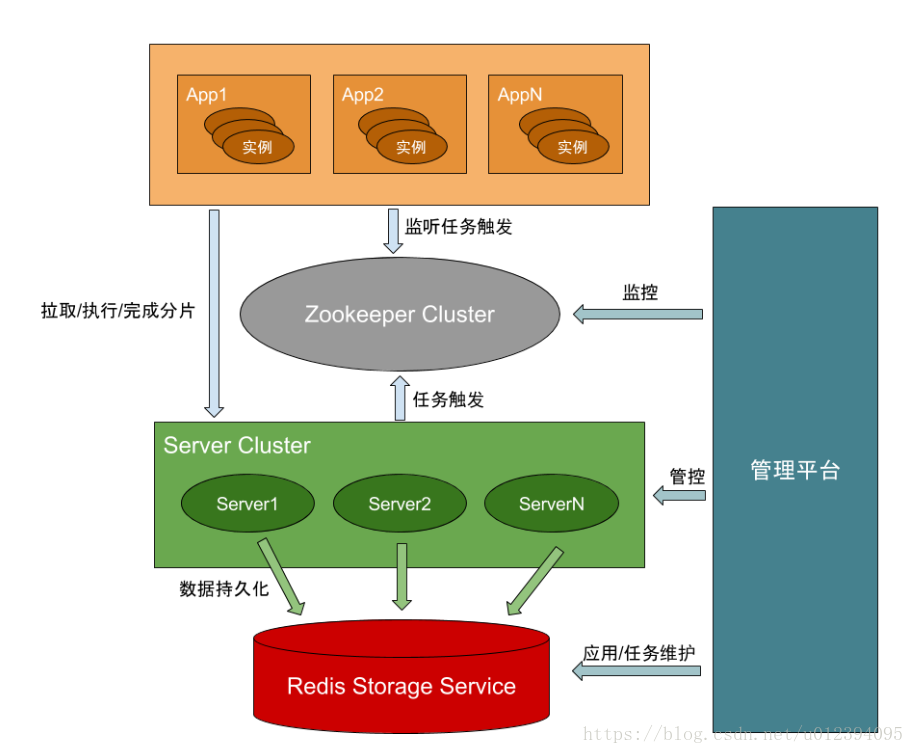 App1
App2
AppN
实例
实例
实例
监听任务触发
拉取/执行/完成分片
监控
Zookeeper Cluster
任务触发
Server Cluster
管控
管理平台
Server1
Server2
ServerN
数据持久化
应用/任务维护
Redis Storage Service
https://blog.csdn.net/u012394095